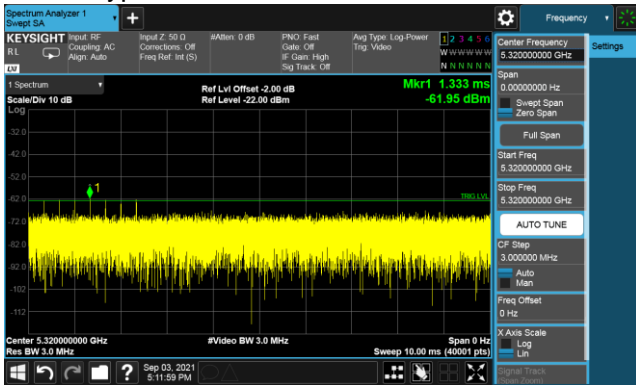 Spectrum Analyzer 1
Swept SA
Frequency
KEYSIGHT
RL
LNI
Input: RF
Coupling: AC
Align: Auto
Input Z: 50 Ω
Corrections: Off
Freq Ref: Int (S)
#Atten: 0 dB
PNO: Fast
Gate: Off
IF Gain: High
Sig Track: Off
Avg Type: Log-Power
Trig: Video
1 2 3 4 5 6
W W W W W W
N N N N N N
Center Frequency
5.320000000 GHz
Settings
1 Spectrum
Scale/Div 10 dB
Log
Ref Lvl Offset -2.00 dB
Ref Level -22.00 dBm
Mkr1 1.333 ms
-61.95 dBm
Span
0.00000000 Hz
Swept Span
Zero Span
Full Span
Start Freq
5.320000000 GHz
Stop Freq
5.320000000 GHz
AUTO TUNE
CF Step
3.000000 MHz
Auto
Man
Freq Offset
0 Hz
X Axis Scale
Log
Lin
Signal Track
(Span Zoom)
-32.0
-42.0
-52.0
-62.0
-72.0
-82.0
-92.0
-102
-112
1
TRIG LVL
Center 5.320000000 GHz
Res BW 3.0 MHz
#Video BW 3.0 MHz
Span 0 Hz
Sweep 10.00 ms (40001 pts)
?
Sep 03, 2021
5:11:59 PM